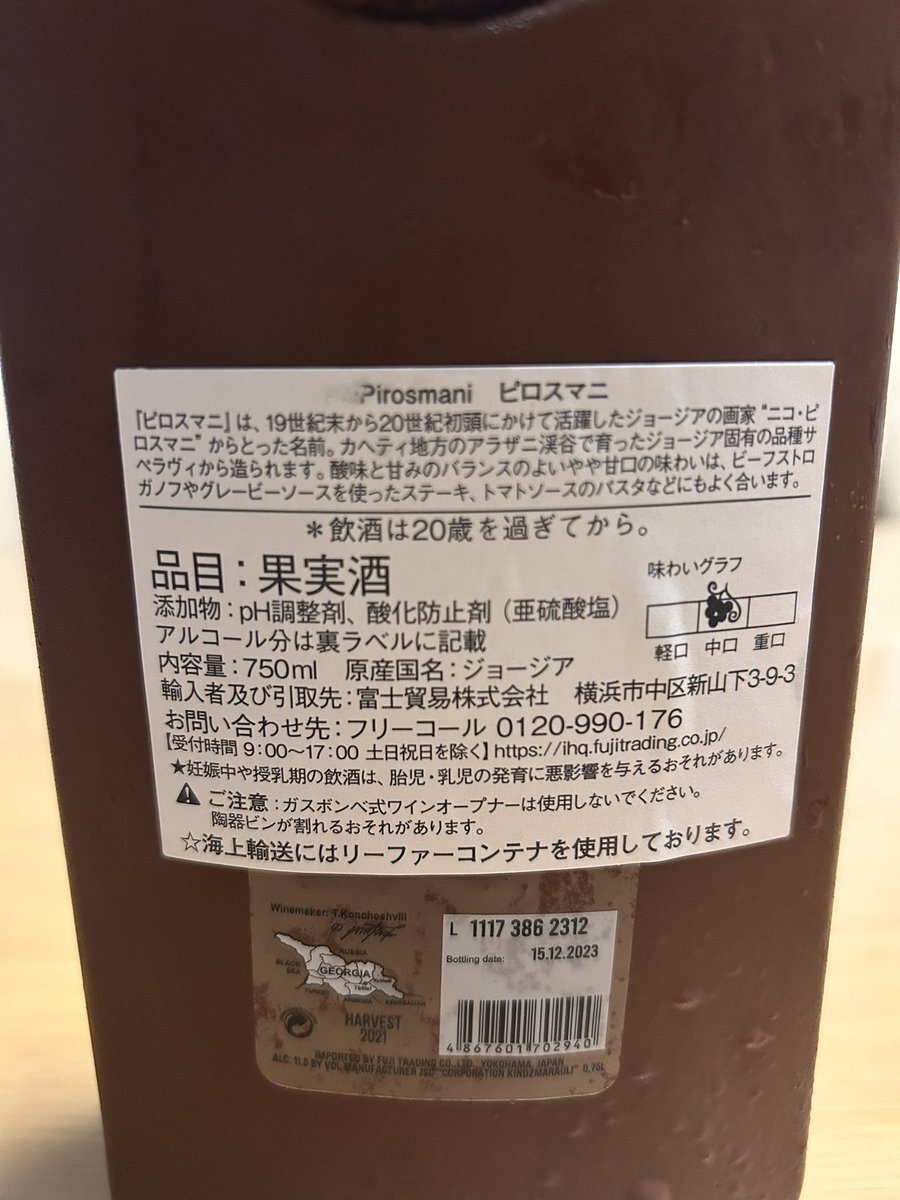 Pirosmani ピロスマニ
『ピロスマニ』は、19世紀末から20世紀初頭にかけて活躍したジョージアの画家“ニコ・ピ
ロスマニ”からとった名前。カヘティ地方のアラザニ渓谷で育ったジョージア固有の品種サ
ペラヴィから造られます。酸味と甘みのバランスのよいやや甘口の味わいは、ビーフストロ
ガノフやグレービーソースを使ったステーキ、トマトソースのパスタなどにもよく合います。
＊飲酒は20歳を過ぎてから。
品目：果実酒
味わいグラフ
軽口 中口 重口
添加物：pH調整剤、酸化防止剤（亜硫酸塩）
アルコール分は裏ラベルに記載
内容量：750ml 原産国名：ジョージア
輸入者及び引取先：富士貿易株式会社 横浜市中区新山下3-9-3
お問い合わせ先：フリーコール 0120-990-176
【受付時間 9：00〜17：00 土日祝日を除く】https://ihq.fujitrading.co.jp/
★妊娠中や授乳期の飲酒は、胎児・乳児の発育に悪影響を与えるおそれがあります。
ご注意：ガスボンベ式ワインオープナーは使用しないでください。
陶器ビンが割れるおそれがあります。
☆海上輸送にはリーファーコンテナを使用しております。
Winemaker: T.Konchoshvili
RUSSIA
BLACK
SEA
GEORGIA
Tbilisi
TURKEY
ARMENIA
AZERBAIJAN
HARVEST
2021
L 1117 386 2312
Bottling date: 15.12.2023
4 867601 702940
IMPORTED BY FUJI TRADING CO. LTD, YOKOHAMA, JAPAN
ALC. 11.5 BY VOL MANUFACTURER JSC "CORPORATION KINDZMARAULI" 0,75L